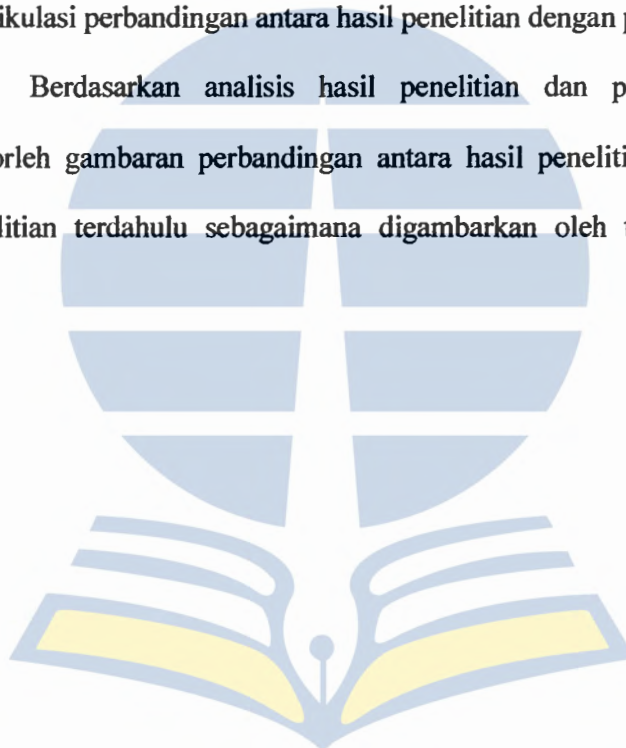 ikulasi perbandingan antara hasil penelitian dengan p
Berdasarkan analisis hasil penelitian dan p
orleh gambaran perbandingan antara hasil peneliti
litian terdahulu sebagaimana digambarkan oleh t